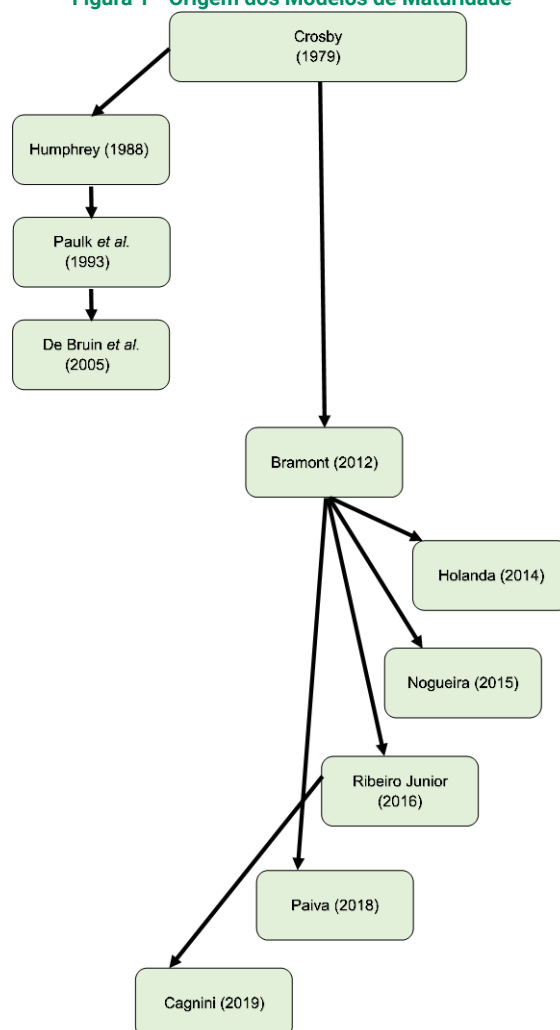 Figura 1 - Origem dos Modelos de Maturidade
Crosby
(1979)
Humphrey (1988)
Paulk et al.
(1993)
De Bruin et al.
(2005)
Bramont (2012)
Holanda (2014)
Nogueira (2015)
Ribeiro Junior
(2016)
Paiva (2018)
Cagnini (2019)